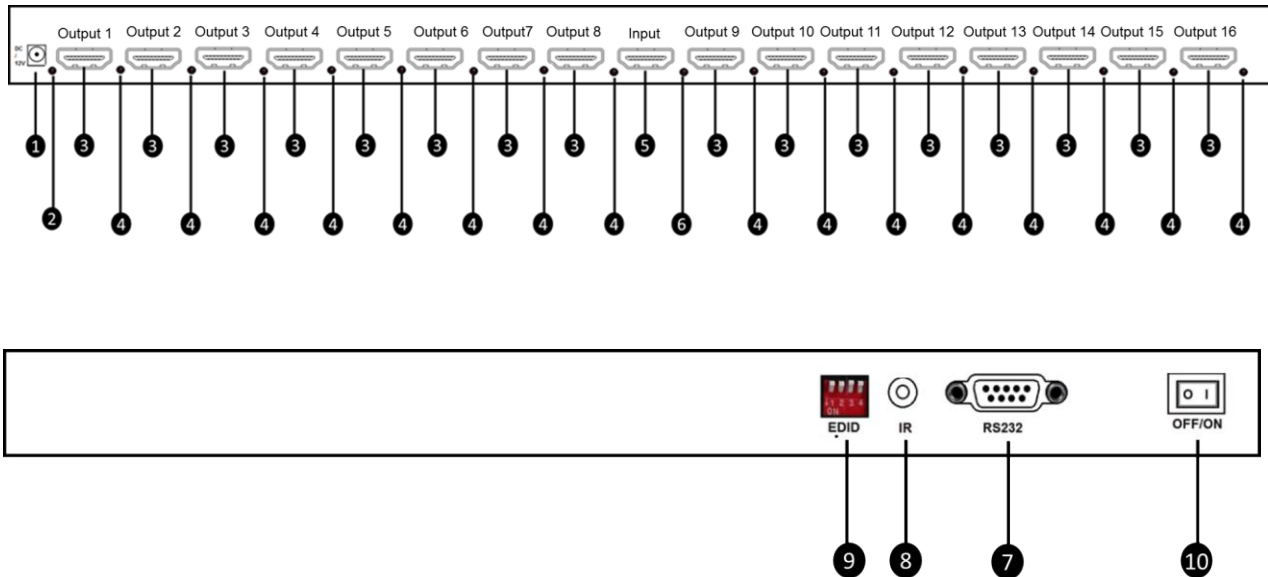 Output 1 Output 2 Output 3 Output 4 Output 5 Output 6 Output7 Output 8 Input Output 9 Output 10 Output 11 Output 12 Output 13 Output 14 Output 15 Output 16
DC
/
12V
1 3 3 3 3 3 3 3 3 5 3 3 3 3 3 3 3 3
2 4 4 4 4 4 4 4 4 6 4 4 4 4 4 4 4 4
1 2 3 4
ON
EDID IR RS232 OFF/ON
O I
9 8 7 10